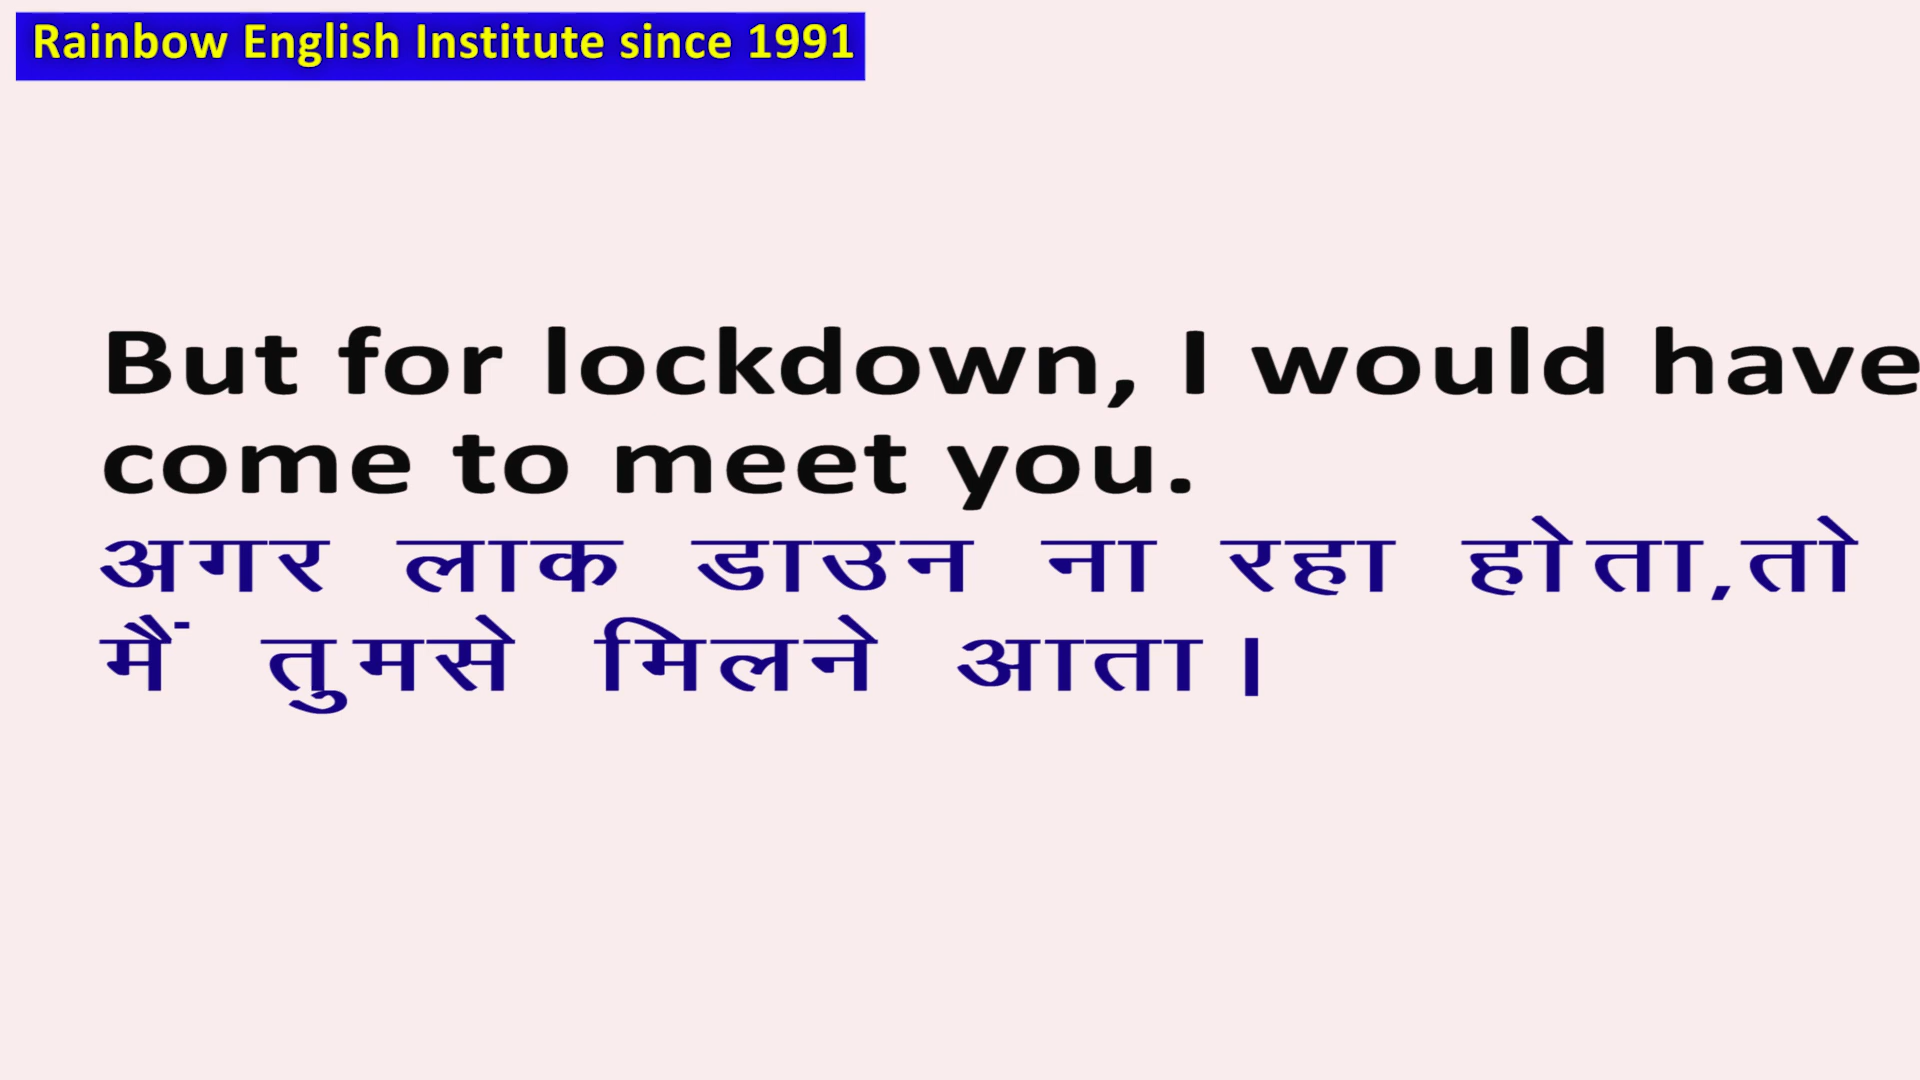 Rainbow English Institute since 1991
But for lockdown, I would have
come to meet you.
अगर लाक डाउन ना रहा होता,तो
मैं तुमसे मिलने आता।